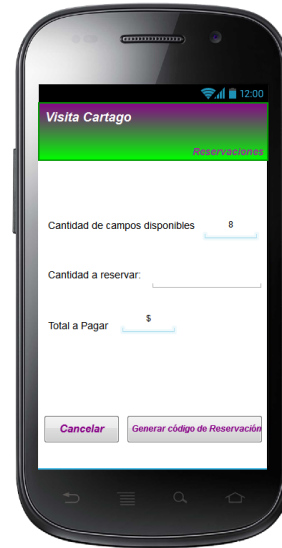 12:00
Visita Cartago
Reservaciones
Cantidad de campos disponibles 8
Cantidad a reservar:
Total a Pagar $
Cancelar Generar código de Reservación